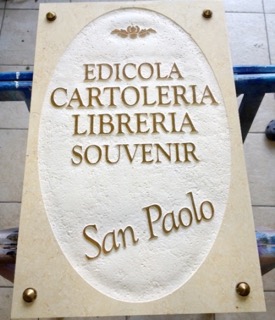 EDICOLA
CARTOLERIA
LIBRERIA
SOUVENIR
San Paolo